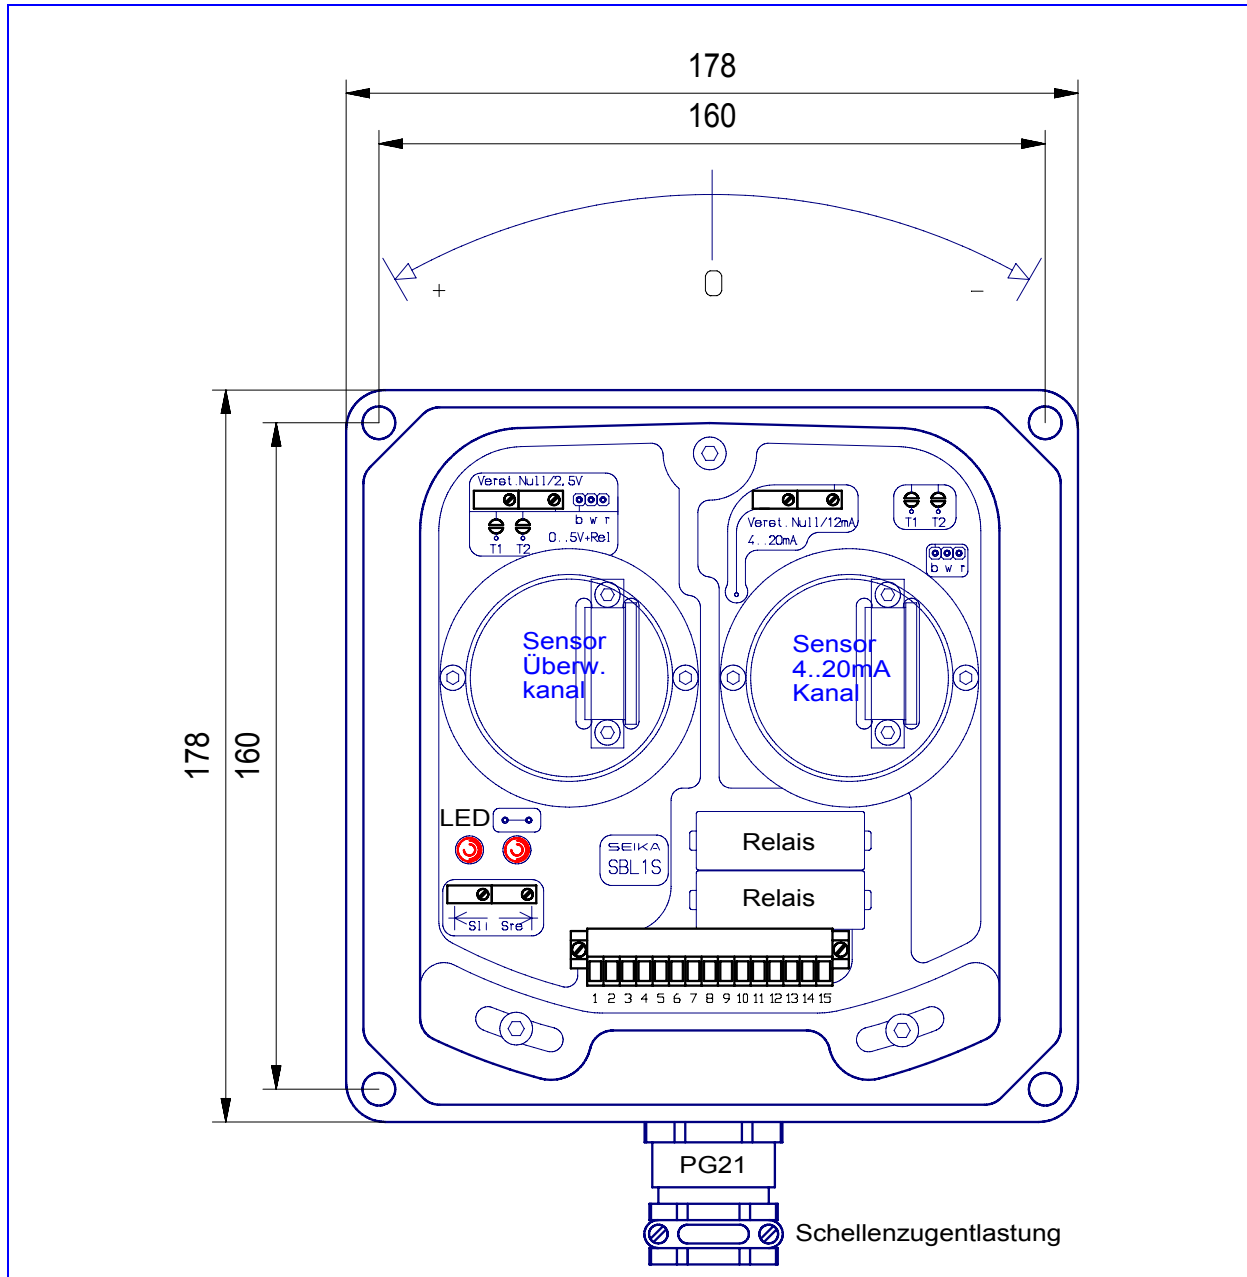 178
160
+ 0 -
Verst.Null/2,5V
b w r
T1 T2 0..5V+Rel
Verst.Null/12mA
4..20mA
T1 T2
b w r
Sensor
Überw.
kanal
Sensor
4..20mA
Kanal
178
160
LED
SEIKA
SBL1S
Relais
Relais
Sli Sre
1 2 3 4 5 6 7 8 9 10 11 12 13 14 15
PG21
Schellenzugentlastung